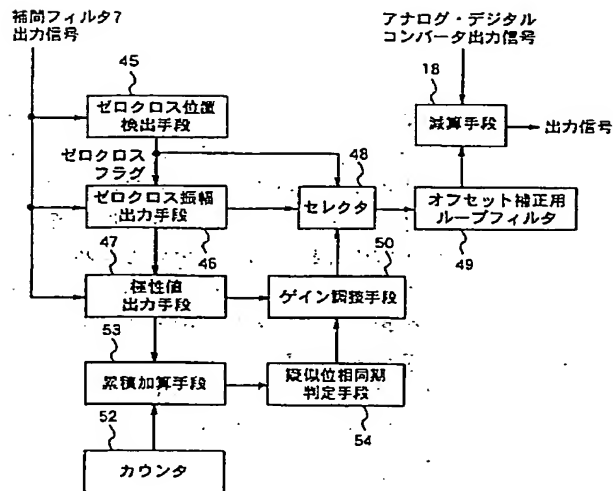 補間フィルタ7
出力信号
アナログ・デジタル
コンバータ出力信号
45
ゼロクロス位置
検出手段
18
減算手段
出力信号
ゼロクロス
フラグ
48
セレクタ
ゼロクロス振幅
出力手段
46
オフセット補正用
ループフィルタ
49
47
極性値
出力手段
50
ゲイン調整手段
53
累積加算手段
疑似位相同期
判定手段
54
52
カウンタ